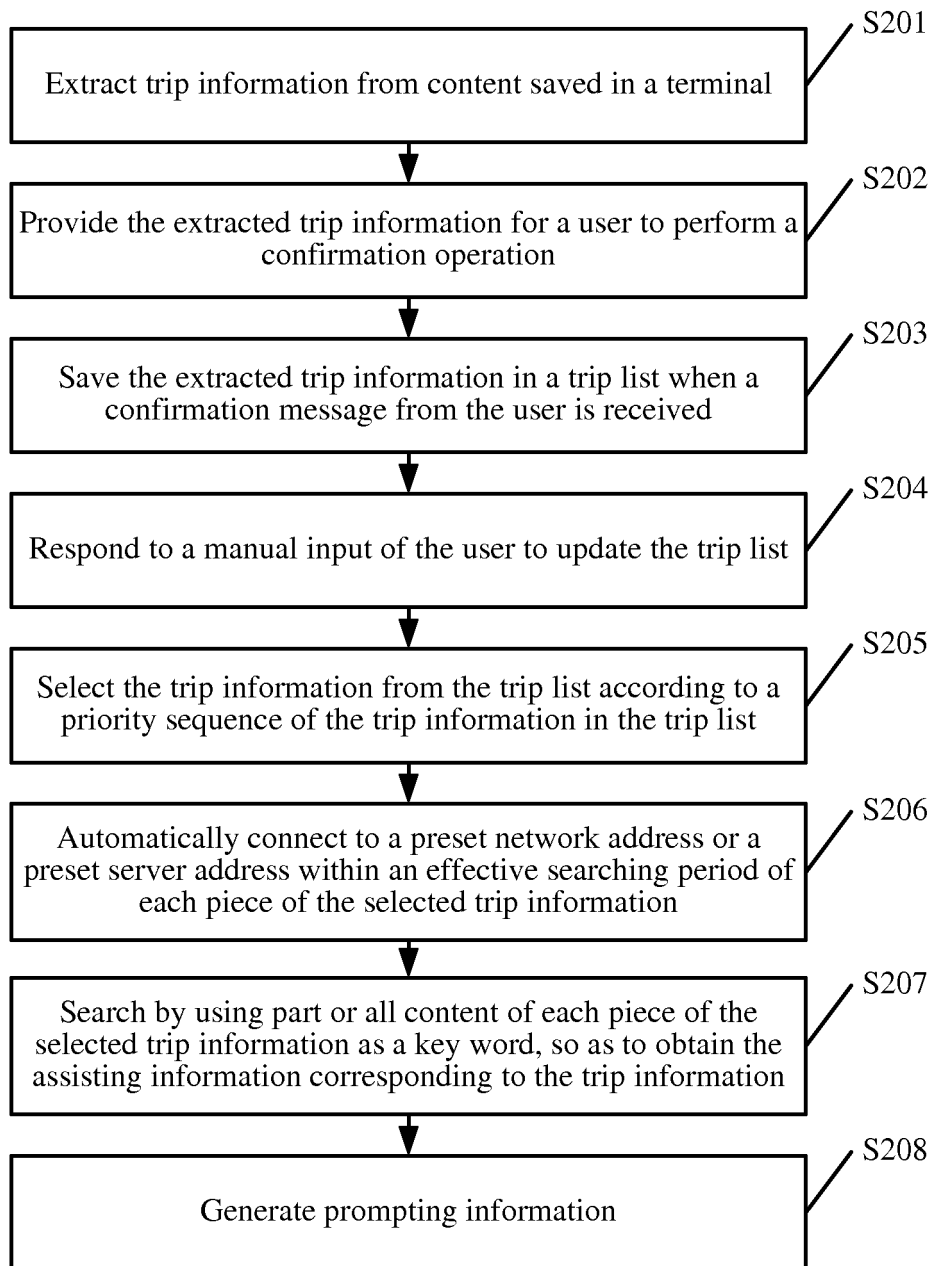 S201
Extract trip information from content saved in a terminal
S202
Provide the extracted trip information for a user to perform a
confirmation operation
S203
Save the extracted trip information in a trip list when a
confirmation message from the user is received
S204
Respond to a manual input of the user to update the trip list
S205
Select the trip information from the trip list according to a
priority sequence of the trip information in the trip list
S206
Automatically connect to a preset network address or a
preset server address within an effective searching period of
each piece of the selected trip information
S207
Search by using part or all content of each piece of the
selected trip information as a key word, so as to obtain the
assisting information corresponding to the trip information
S208
Generate prompting information